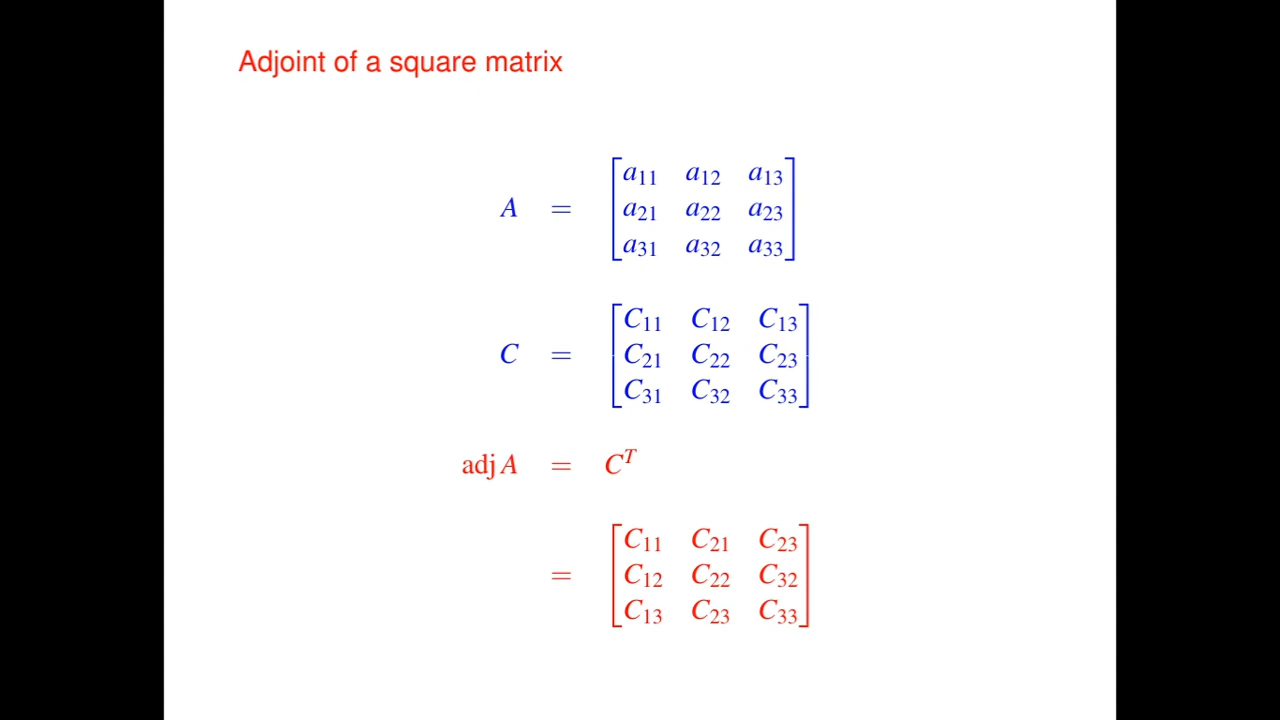 Adjoint of a square matrix
A = [a₁₁ a₁₂ a₁₃
a₂₁ a₂₂ a₂₃
a₃₁ a₃₂ a₃₃]
C = [C₁₁ C₁₂ C₁₃
C₂₁ C₂₂ C₂₃
C₃₁ C₃₂ C₃₃]
adj A = Cᵀ
= [C₁₁ C₂₁ C₂₃
C₁₂ C₂₂ C₃₂
C₁₃ C₂₃ C₃₃]